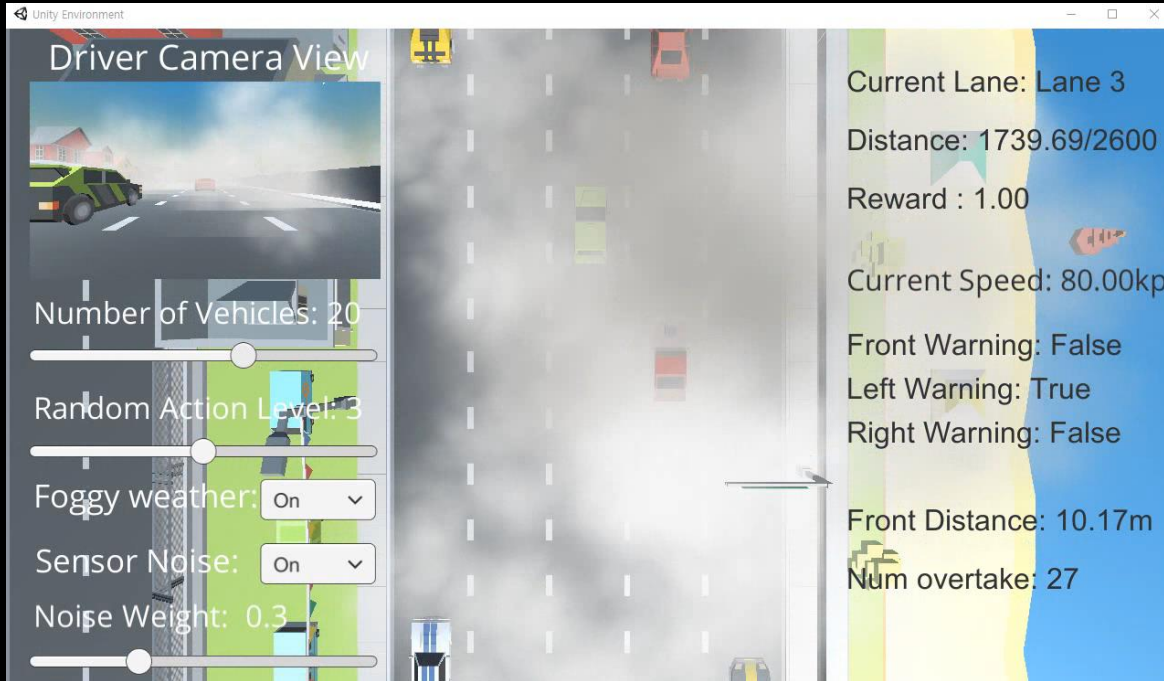 Unity Environment
Driver Camera View
Number of Vehicles: 20
Random Action Level: 3
Foggy weather: On
Sensor Noise: On
Noise Weight: 0.3
Current Lane: Lane 3
Distance: 1739.69/2600
Reward : 1.00
Current Speed: 80.00kp
Front Warning: False
Left Warning: True
Right Warning: False
Front Distance: 10.17m
Num overtake: 27